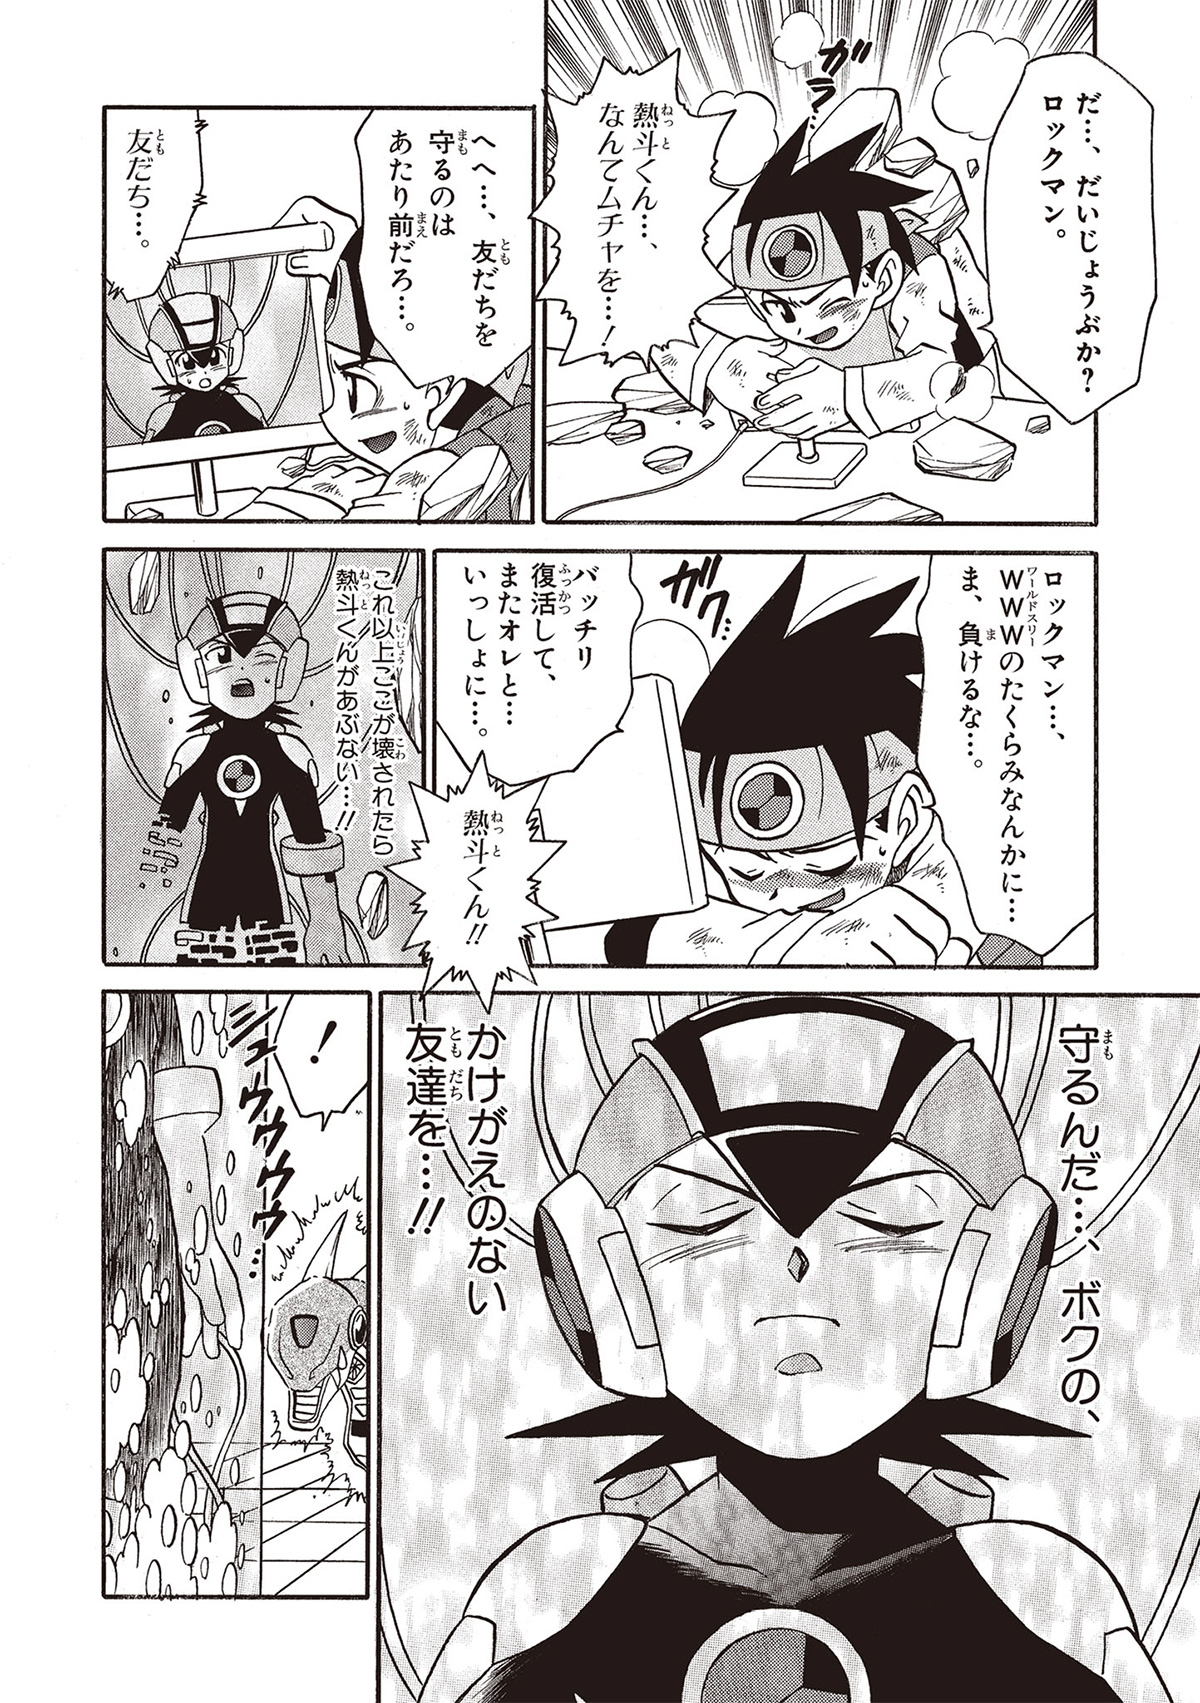 だ…、だいじょうぶか?
ロックマン。
ガラ…
熱斗くん…、
なんてムチャを…!
へへ…、友だちを
守るのは
あたり前だろ…。
友だち…。
ロックマン…、
WWWのたくらみなんかに…
ま、負けるな…。
ガク…
バッチリ
復活して、
またオレと…
いっしょに…。
熱斗くん!!
これ以上ここが壊されたら
熱斗くんがあぶない…!!
守るんだ…、ボクの、
かけがえのない
友達を…!!
!
シュウウウウ…